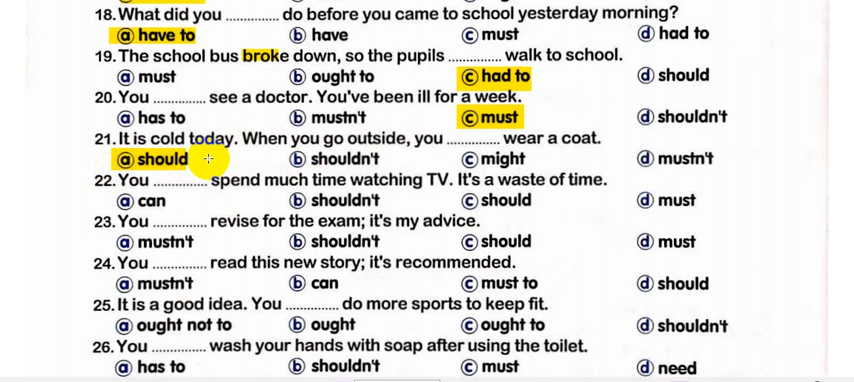 18. What did you .............. do before you came to school yesterday morning?
ⓐ have to ⓑ have ⓒ must ⓓ had to
19. The school bus broke down, so the pupils .............. walk to school.
ⓐ must ⓑ ought to ⓒ had to ⓓ should
20. You .............. see a doctor. You've been ill for a week.
ⓐ has to ⓑ mustn't ⓒ must ⓓ shouldn't
21. It is cold today. When you go outside, you .............. wear a coat.
ⓐ should ⓑ shouldn't ⓒ might ⓓ mustn't
22. You .............. spend much time watching TV. It's a waste of time.
ⓐ can ⓑ shouldn't ⓒ should ⓓ must
23. You .............. revise for the exam; it's my advice.
ⓐ mustn't ⓑ shouldn't ⓒ should ⓓ must
24. You .............. read this new story; it's recommended.
ⓐ mustn't ⓑ can ⓒ must to ⓓ should
25. It is a good idea. You .............. do more sports to keep fit.
ⓐ ought not to ⓑ ought ⓒ ought to ⓓ shouldn't
26. You .............. wash your hands with soap after using the toilet.
ⓐ has to ⓑ shouldn't ⓒ must ⓓ need